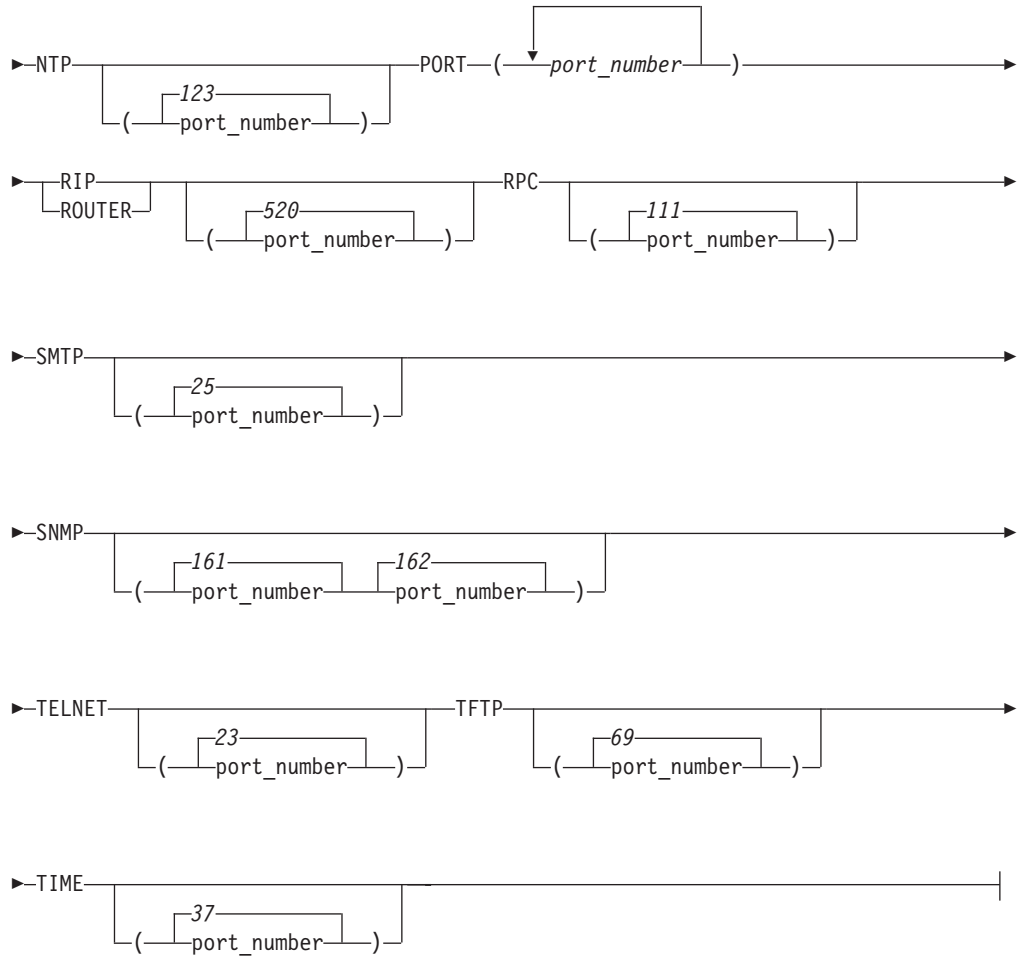 NTP PORT ( port_number )
123
( port_number )
RIP RPC
ROUTER 520 111
( port_number ) ( port_number )
SMTP
25
( port_number )
SNMP
161 162
( port_number port_number )
TELNET TFTP
23 69
( port_number ) ( port_number )
TIME
37
( port_number )